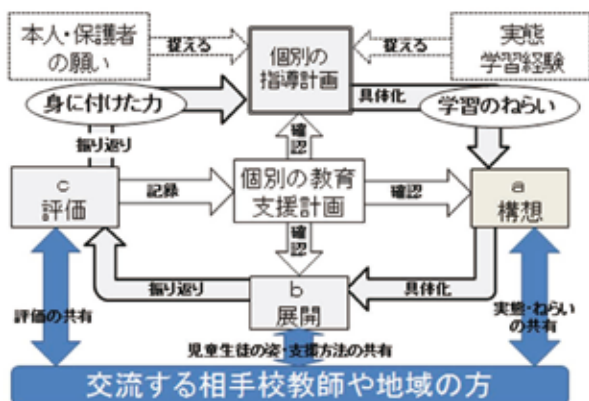 本人・保護者
の願い
捉える
個別の
指導計画
捉える
実態
学習経験
身に付けた力
具体化
学習のねらい
振り返り
確認
c
評価
記録
個別の教育
支援計画
確認
a
構想
確認
振り返り
b
展開
具体化
評価の共有
児童生徒の姿・支援方法の共有
実態・ねらい
の共有
交流する相手校教師や地域の方